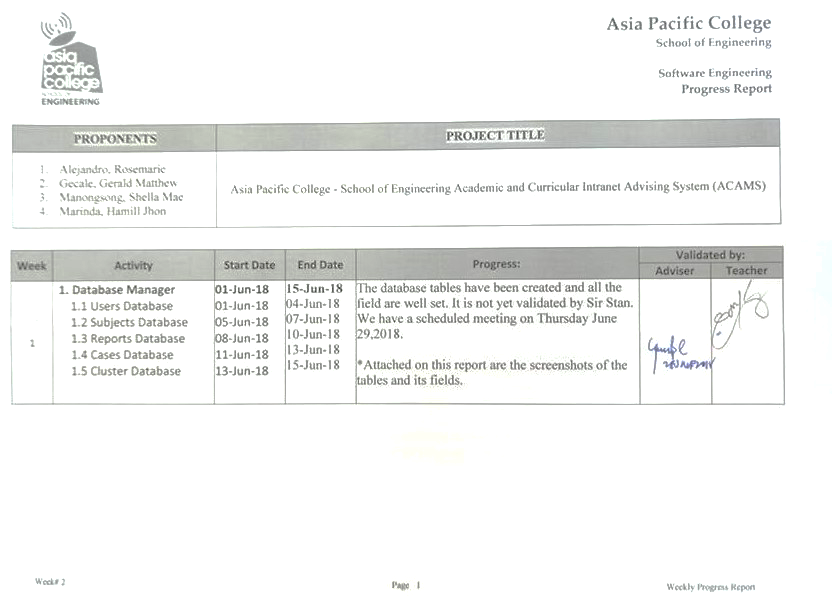 asia
pacific
college
ENGINEERING
Asia Pacific College
School of Engineering
Software Engineering
Progress Report
PROPONENTS
PROJECT TITLE
1. Alejandro, Rosemarie
2. Gecale, Gerald Matthew
3. Manongsong, Shella Mae
4. Marinda, Hamill Jhon
Asia Pacific College - School of Engineering Academic and Curricular Intranet Advising System (ACAMS)
Week
Activity
Start Date
End Date
Progress:
Validated by:
Adviser
Teacher
1
1. Database Manager 01-Jun-18 15-Jun-18
1.1 Users Database 01-Jun-18 04-Jun-18
1.2 Subjects Database 05-Jun-18 07-Jun-18
1.3 Reports Database 08-Jun-18 10-Jun-18
1.4 Cases Database 11-Jun-18 13-Jun-18
1.5 Cluster Database 13-Jun-18 15-Jun-18
The database tables have been created and all the
field are well set. It is not yet validated by Sir Stan.
We have a scheduled meeting on Thursday June
29,2018.
*Attached on this report are the screenshots of the
tables and its fields.
Week# 2
Page 1
Weekly Progress Report